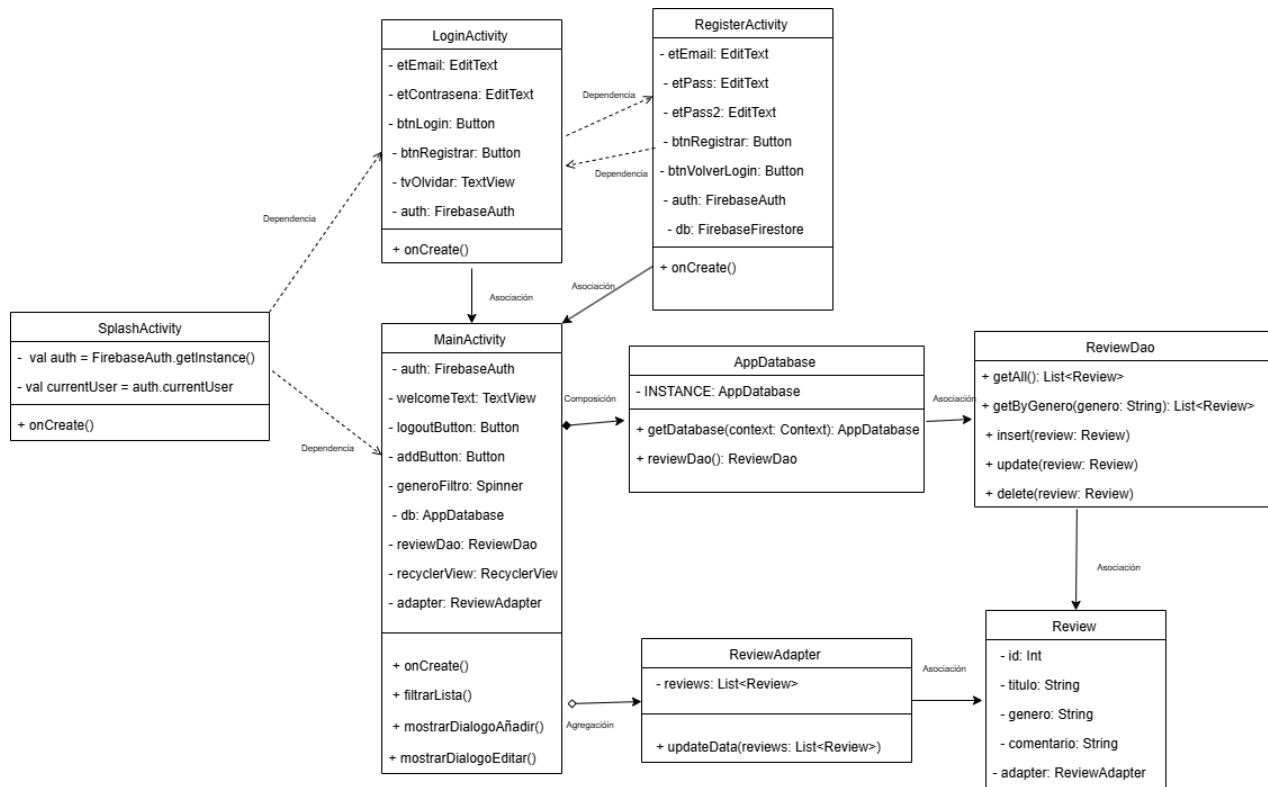 LoginActivity
- etEmail: EditText
- etContrasena: EditText
- btnLogin: Button
- btnRegistrar: Button
- tvOlvidar: TextView
- auth: FirebaseAuth
+ onCreate()
RegisterActivity
- etEmail: EditText
- etPass: EditText
- etPass2: EditText
- btnRegistrar: Button
- btnVolverLogin: Button
- auth: FirebaseAuth
- db: FirebaseFirestore
+ onCreate()
Dependencia
Dependencia
Dependencia
Asociación
Asociación
SplashActivity
- val auth = FirebaseAuth.getInstance()
- val currentUser = auth.currentUser
+ onCreate()
Dependencia
MainActivity
- auth: FirebaseAuth
- welcomeText: TextView
- logoutButton: Button
- addButton: Button
- generoFiltro: Spinner
- db: AppDatabase
- reviewDao: ReviewDao
- recyclerView: RecyclerView
- adapter: ReviewAdapter
+ onCreate()
+ filtrarLista()
+ mostrarDialogoAñadir()
+ mostrarDialogoEditar()
Composición
AppDatabase
- INSTANCE: AppDatabase
+ getDatabase(context: Context): AppDatabase
+ reviewDao(): ReviewDao
Asociación
ReviewDao
+ getAll(): List<Review>
+ getByGenero(genero: String): List<Review>
+ insert(review: Review)
+ update(review: Review)
+ delete(review: Review)
Asociación
Agregacióin
ReviewAdapter
- reviews: List<Review>
+ updateData(reviews: List<Review>)
Asociación
Review
- id: Int
- titulo: String
- genero: String
- comentario: String
- adapter: ReviewAdapter